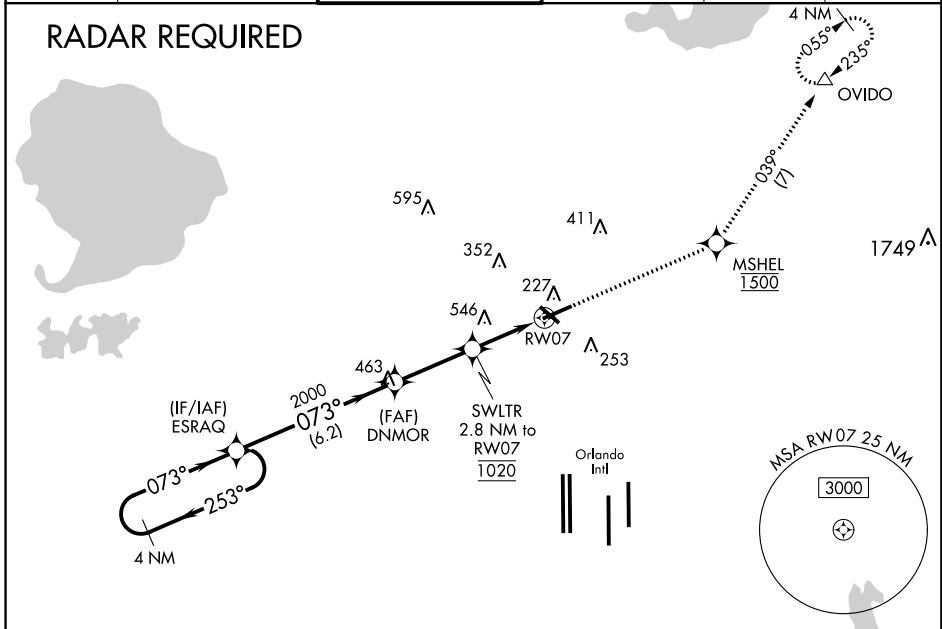 RADAR REQUIRED
4 NM
055°
235°
OVIDO
039°
(7)
595
411
352
1749
MSHEL
1500
227
546
RW07
253
463
2000
073°
(6.2)
(IF/IAF)
ESRAQ
(FAF)
DNMOR
SWLTR
2.8 NM to
RW07
1020
073°
253°
4 NM
Orlando
Intl
MSA RW07 25 NM
3000